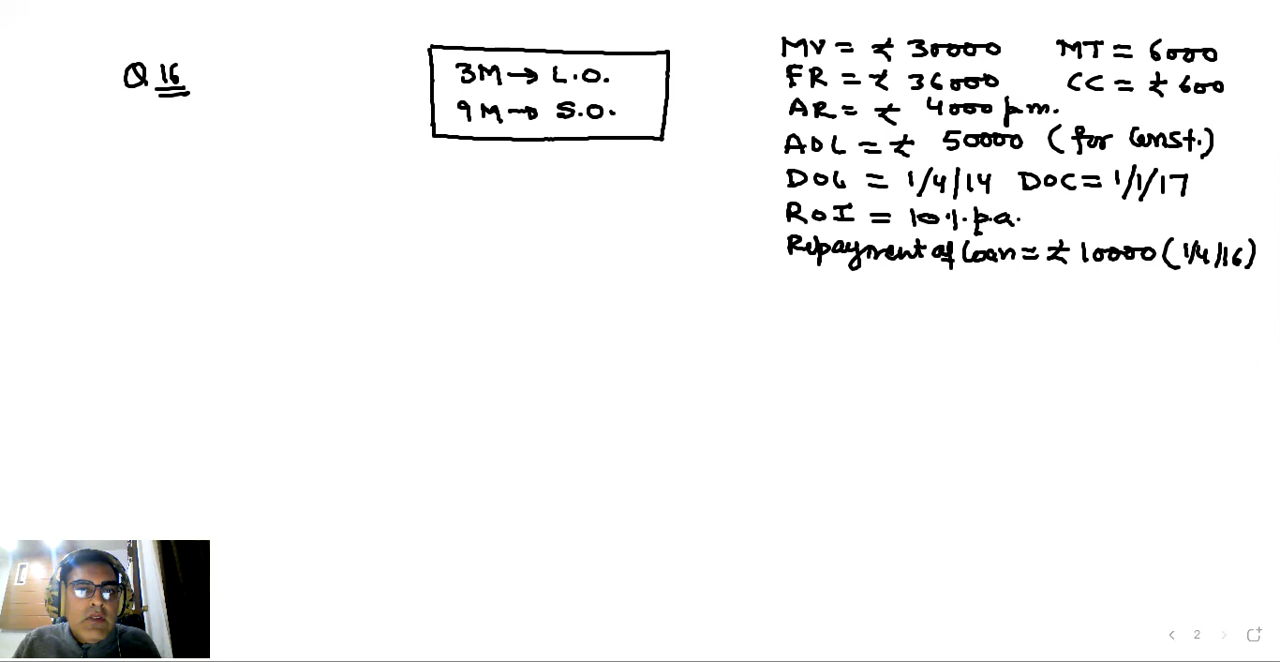 Q 16
3M → L.O.
9M → S.O.
MV = ₹ 30000 MT = 6000
FR = ₹ 36000 CC = ₹ 600
AR = ₹ 4000 p.m.
ADL = ₹ 50000 (for Const.)
DOL = 1/4/14 DOC = 1/1/17
ROI = 10% p.a.
Repayment of Loan = ₹ 10000 (1/4/16)
2